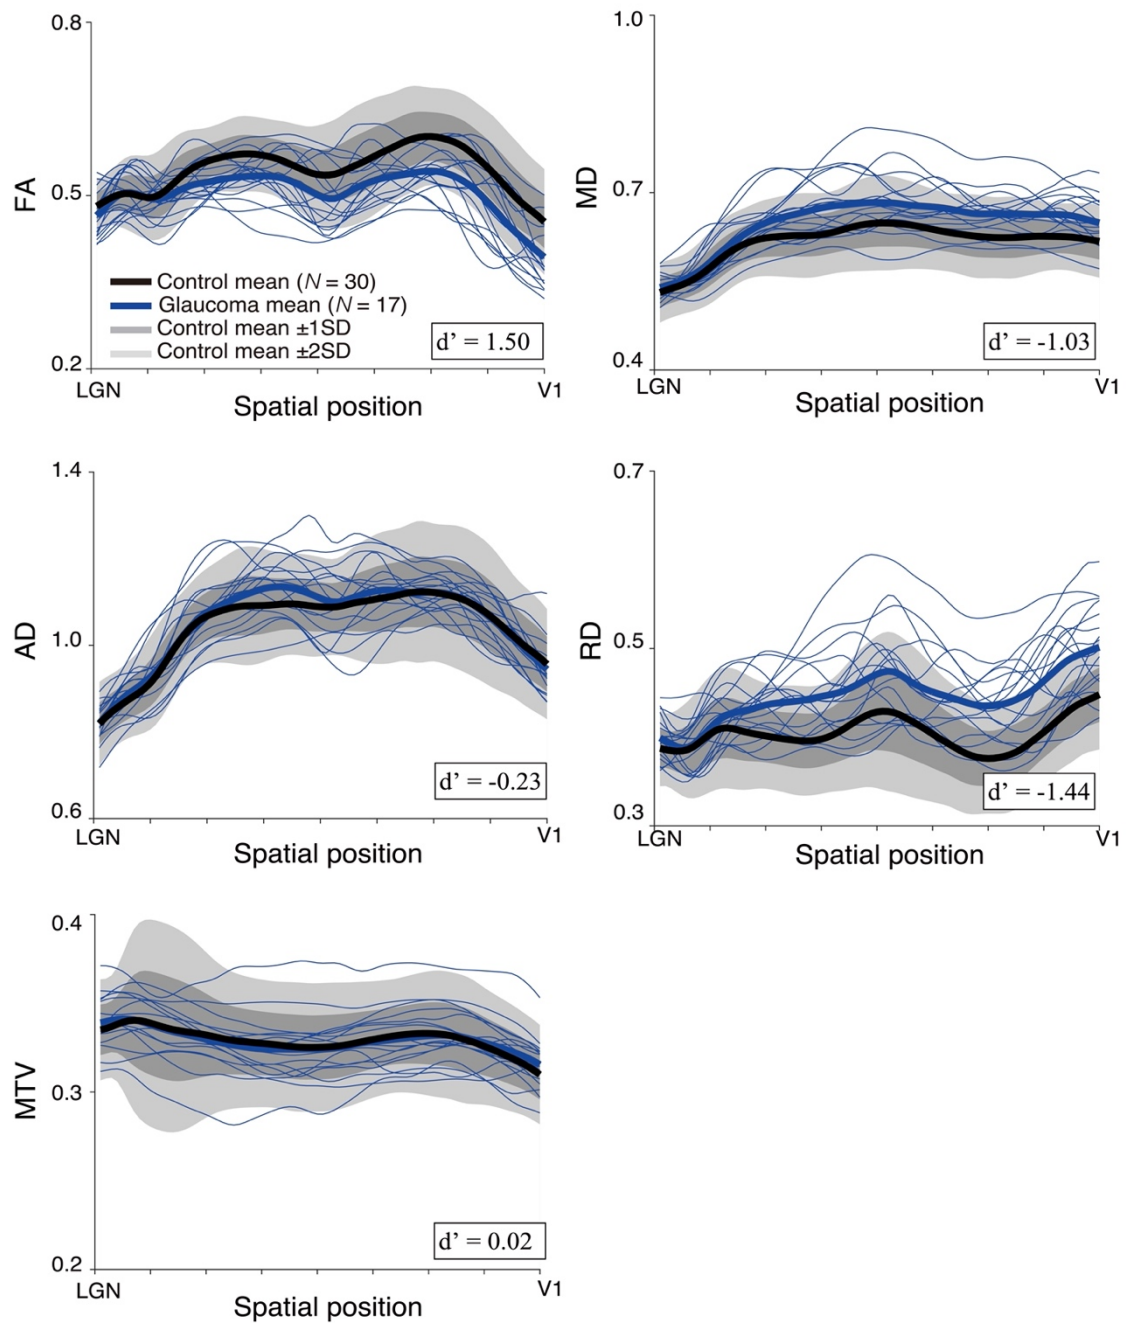 0.8
FA
0.5
Control mean (N = 30)
Glaucoma mean (N = 17)
Control mean ±1SD
Control mean ±2SD
d’ = 1.50
0.2
LGN
V1
Spatial position
1.0
MD
0.7
d’ = -1.03
0.4
LGN
V1
Spatial position
1.4
AD
1.0
d’ = -0.23
0.6
LGN
V1
Spatial position
0.7
RD
0.5
d’ = -1.44
0.3
LGN
V1
Spatial position
0.4
MTV
0.3
d’ = 0.02
0.2
LGN
V1
Spatial position